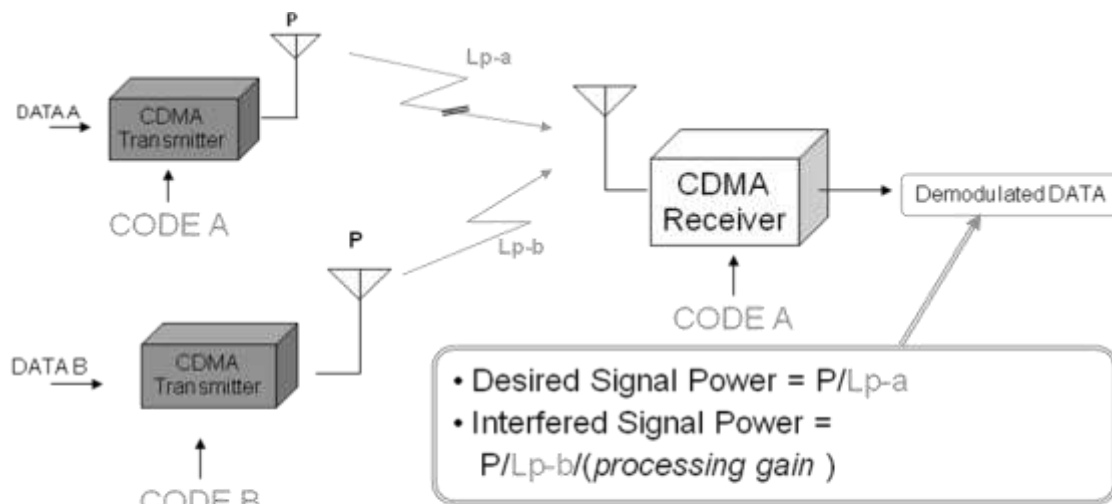 P
Lp-a
DATA A
CDMA
Transmitter
CODE A
CDMA
Receiver
Demodulated DATA
P
Lp-b
CODE A
DATA B
CDMA
Transmitter
CODE B
• Desired Signal Power = P/Lp-a
• Interfered Signal Power =
P/Lp-b/(processing gain )